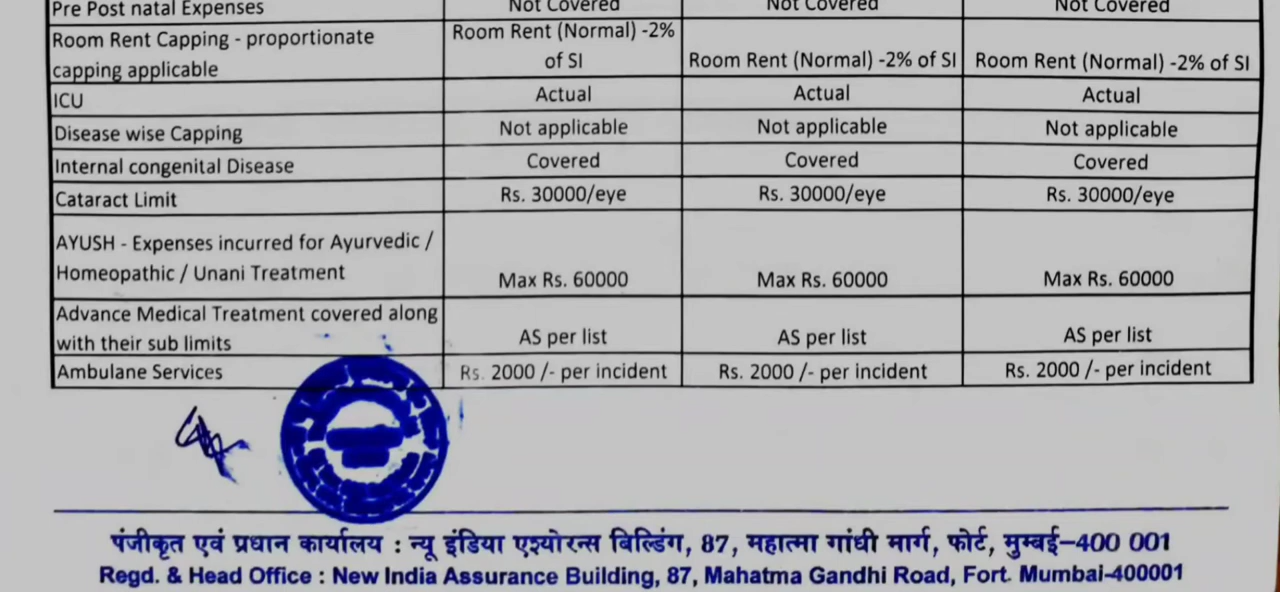 Pre Post natal Expenses Not Covered Not Covered Not Covered
Room Rent Capping - proportionate capping applicable Room Rent (Normal) -2% of SI Room Rent (Normal) -2% of SI Room Rent (Normal) -2% of SI
ICU Actual Actual Actual
Disease wise Capping Not applicable Not applicable Not applicable
Internal congenital Disease Covered Covered Covered
Cataract Limit Rs. 30000/eye Rs. 30000/eye Rs. 30000/eye
AYUSH - Expenses incurred for Ayurvedic / Homeopathic / Unani Treatment Max Rs. 60000 Max Rs. 60000 Max Rs. 60000
Advance Medical Treatment covered along with their sub limits AS per list AS per list AS per list
Ambulane Services Rs. 2000 /- per incident Rs. 2000 /- per incident Rs. 2000 /- per incident
पंजीकृत एवं प्रधान कार्यालय : न्यू इंडिया एश्योरन्स बिल्डिंग, 87, महात्मा गांधी मार्ग, फोर्ट, मुम्बई–400 001
Regd. & Head Office : New India Assurance Building, 87, Mahatma Gandhi Road, Fort. Mumbai-400001